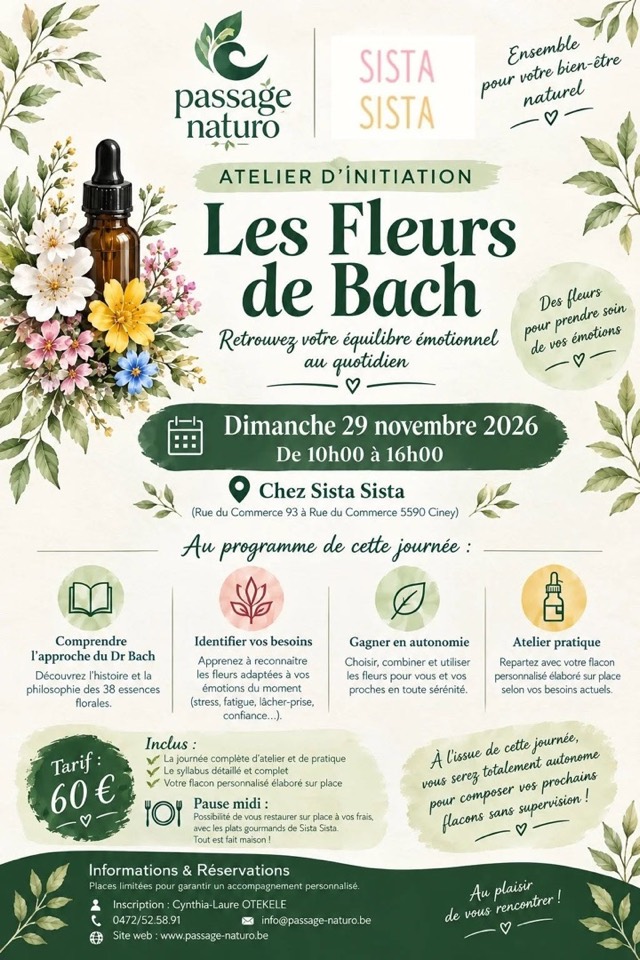 passage
naturo
SISTA
SISTA
Ensemble
pour votre bien-être
naturel
ATELIER D'İNITIATION
Les Fleurs
de Bach
Retrouvez votre équilibre émotionnel
au quotidien
Des fleurs
pour prendre soin
de vos émotions
Dimanche 29 novembre 2026
De 10h00 à 16h00
Chez Sista Sista
(Rue du Commerce 93 à Rue du Commerce 5590 Ciney)
Au programme de cette journée :
Comprendre
l'approche du Dr Bach
Découvrez l'histoire et la
philosophie des 38 essences
florales.
Identifier vos besoins
Apprenez à reconnaître
les fleurs adaptées à vos
émotions du moment
(stress, fatigue, lâcher-prise,
confiance...).
Gagner en autonomie
Choisir, combiner et utiliser
les fleurs pour vous et vos
proches en toute sérénité.
Atelier pratique
Repartez avec votre flacon
personnalisé élaboré sur place
selon vos besoins actuels.
Tarif :
60 €
Inclus :
La journée complète d'atelier et de pratique
Le syllabus détaillé et complet
Votre flacon personnalisé élaboré sur place
Pause midi :
Possibilité de vous restaurer sur place à vos frais,
avec les plats gourmands de Sista Sista.
Tout est fait maison !
À l'issue de cette journée,
vous serez totalement autonome
pour composer vos prochains
flacons sans supervision !
Informations & Réservations
Places limitées pour garantir un accompagnement personnalisé.
Inscription : Cynthia-Laure OTEKELE
0472/52.58.91
info@passage-naturo.be
Site web : www.passage-naturo.be
Au plaisir
de vous rencontrer !